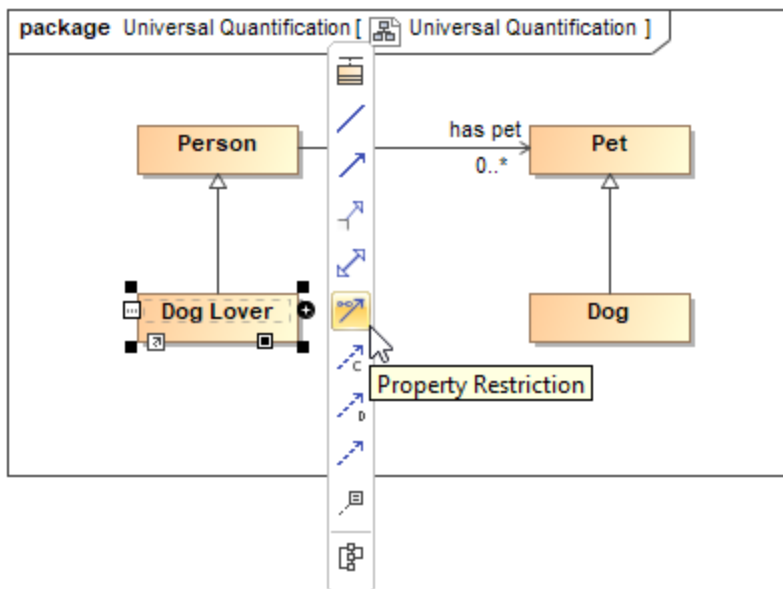 package Universal Quantification [ Universal Quantification ]
Person
has pet
0..*
Pet
Dog Lover
Dog
C
Property Restriction
D